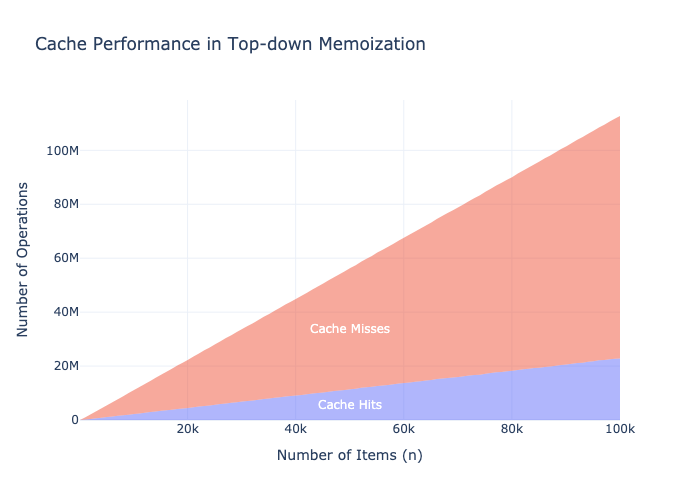 Cache Performance in Top-down Memoization
100M
80M
60M
40M
20M
0
Number of Operations
Cache Misses
Cache Hits
20k 40k 60k 80k 100k
Number of Items (n)